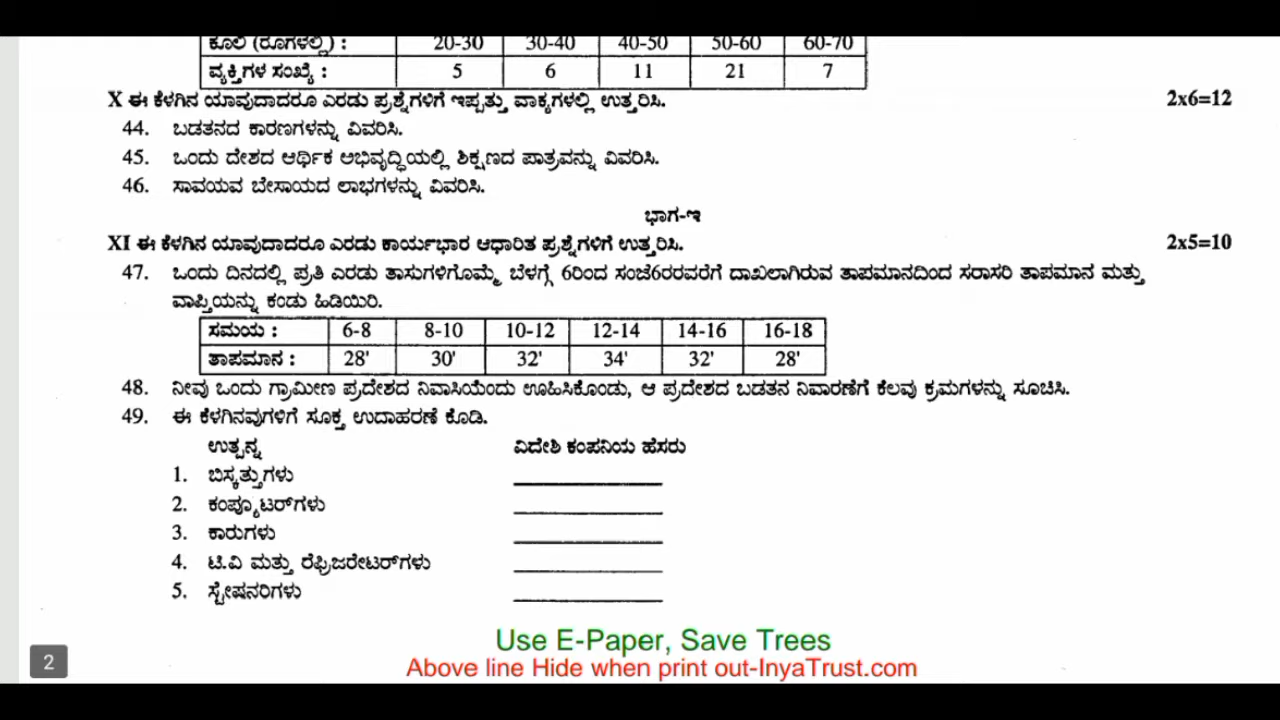 ಕೂಲಿ (ರೂಗಳಲ್ಲಿ) : 20-30 30-40 40-50 50-60 60-70
ವ್ಯಕ್ತಿಗಳ ಸಂಖ್ಯೆ : 5 6 11 21 7
X ಈ ಕೆಳಗಿನ ಯಾವುದಾದರೂ ಎರಡು ಪ್ರಶ್ನೆಗಳಿಗೆ ಇಪ್ಪತ್ತು ವಾಕ್ಯಗಳಲ್ಲಿ ಉತ್ತರಿಸಿ. 2x6=12
44. ಬಡತನದ ಕಾರಣಗಳನ್ನು ವಿವರಿಸಿ.
45. ಒಂದು ದೇಶದ ಆರ್ಥಿಕ ಅಭಿವೃದ್ಧಿಯಲ್ಲಿ ಶಿಕ್ಷಣದ ಪಾತ್ರವನ್ನು ವಿವರಿಸಿ.
46. ಸಾವಯವ ಬೇಸಾಯದ ಲಾಭಗಳನ್ನು ವಿವರಿಸಿ.
ಭಾಗ-ಇ
XI ಈ ಕೆಳಗಿನ ಯಾವುದಾದರೂ ಎರಡು ಕಾರ್ಯಭಾರ ಆಧಾರಿತ ಪ್ರಶ್ನೆಗಳಿಗೆ ಉತ್ತರಿಸಿ. 2x5=10
47. ಒಂದು ದಿನದಲ್ಲಿ ಪ್ರತಿ ಎರಡು ತಾಸುಗಳಿಗೊಮ್ಮೆ ಬೆಳಗ್ಗೆ 6ರಿಂದ ಸಂಜೆ6ರರವರೆಗೆ ದಾಖಲಾಗಿರುವ ತಾಪಮಾನದಿಂದ ಸರಾಸರಿ ತಾಪಮಾನ ಮತ್ತು
ವ್ಯಾಪ್ತಿಯನ್ನು ಕಂಡು ಹಿಡಿಯಿರಿ.
ಸಮಯ : 6-8 8-10 10-12 12-14 14-16 16-18
ತಾಪಮಾನ : 28' 30' 32' 34' 32' 28'
48. ನೀವು ಒಂದು ಗ್ರಾಮೀಣ ಪ್ರದೇಶದ ನಿವಾಸಿಯೆಂದು ಊಹಿಸಿಕೊಂಡು, ಆ ಪ್ರದೇಶದ ಬಡತನ ನಿವಾರಣೆಗೆ ಕೆಲವು ಕ್ರಮಗಳನ್ನು ಸೂಚಿಸಿ.
49. ಈ ಕೆಳಗಿನವುಗಳಿಗೆ ಸೂಕ್ತ ಉದಾಹರಣೆ ಕೊಡಿ.
ಉತ್ಪನ್ನ ವಿದೇಶಿ ಕಂಪನಿಯ ಹೆಸರು
1. ಬಿಸ್ಕತ್ತುಗಳು
2. ಕಂಪ್ಯೂಟರ್‌ಗಳು
3. ಕಾರುಗಳು
4. ಟಿ.ವಿ ಮತ್ತು ರೆಫ್ರಿಜರೇಟರ್‌ಗಳು
5. ಸ್ಟೇಷನರಿಗಳು
Use E-Paper, Save Trees
2 Above line Hide when print out-InyaTrust.com